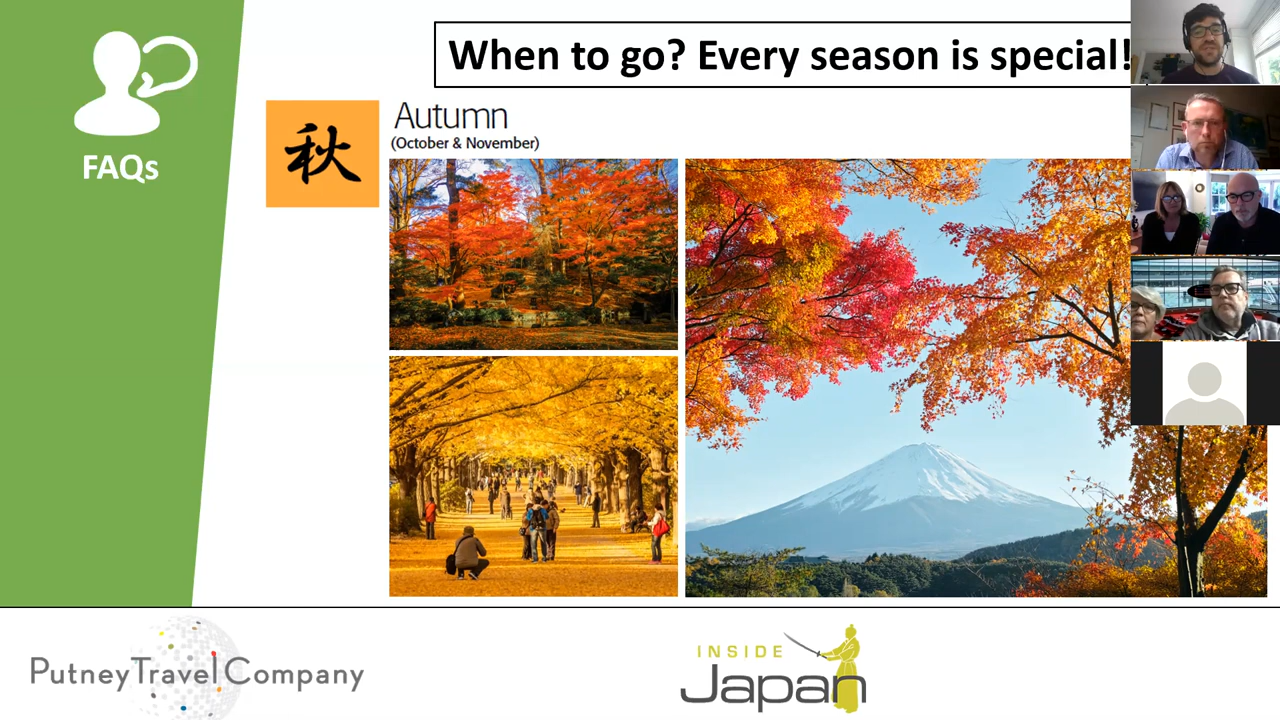 When to go? Every season is special!
FAQs
秋
Autumn
(October & November)
PutneyTravelCompany
INSIDE
Japan